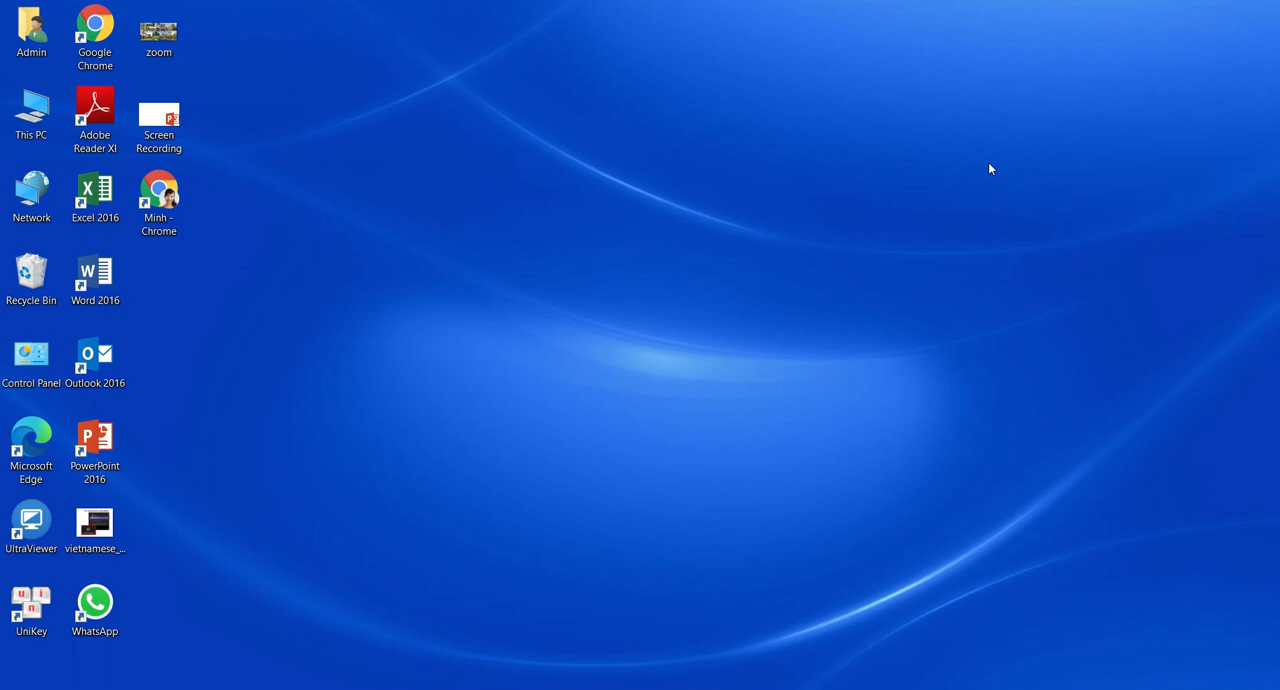 Admin
Google
Chrome
zoom
This PC
Adobe
Reader XI
Screen
Recording
Network
Excel 2016
Minh -
Chrome
Recycle Bin
Word 2016
Control Panel
Outlook 2016
Microsoft
Edge
PowerPoint
2016
UltraViewer
vietnamese_...
UniKey
WhatsApp